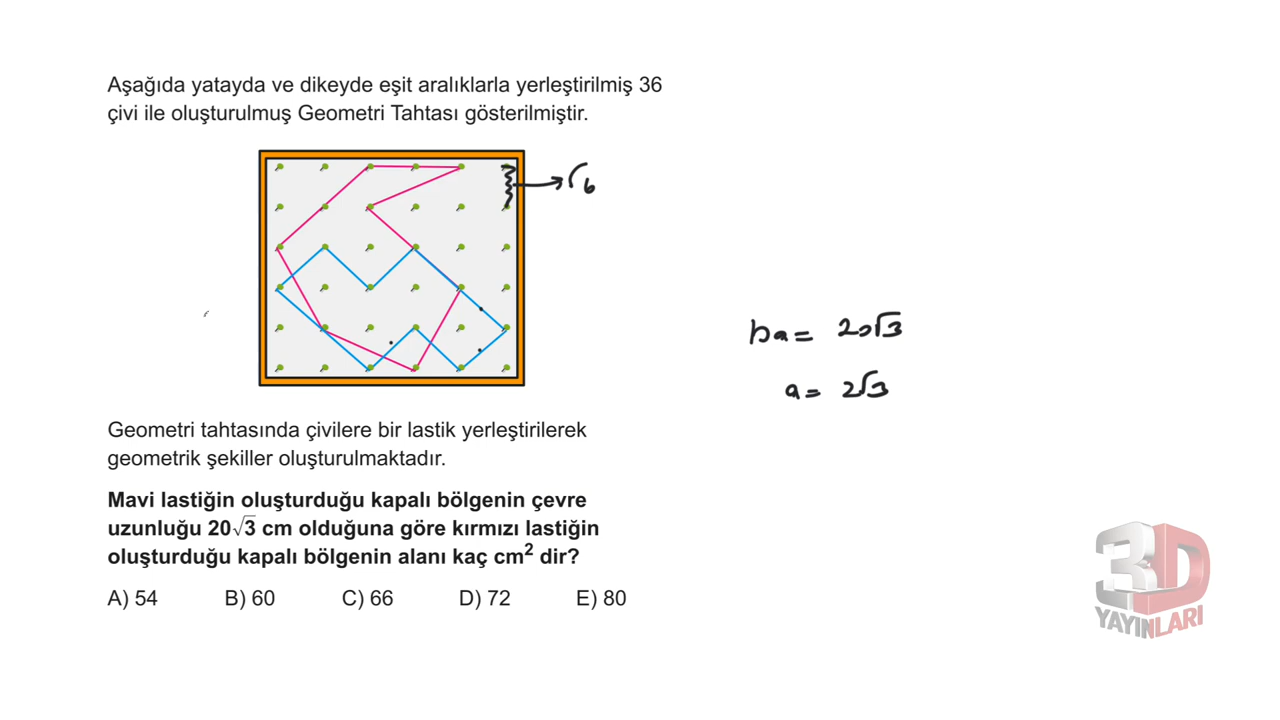 Aşağıda yatayda ve dikeyde eşit aralıklarla yerleştirilmiş 36
çivi ile oluşturulmuş Geometri Tahtası gösterilmiştir.
√6
10a = 20√3
a = 2√3
Geometri tahtasında çivilere bir lastik yerleştirilerek
geometrik şekiller oluşturulmaktadır.
Mavi lastiğin oluşturduğu kapalı bölgenin çevre
uzunluğu 20√3 cm olduğuna göre kırmızı lastiğin
oluşturduğu kapalı bölgenin alanı kaç cm² dir?
A) 54 B) 60 C) 66 D) 72 E) 80
3D
YAYINLARI